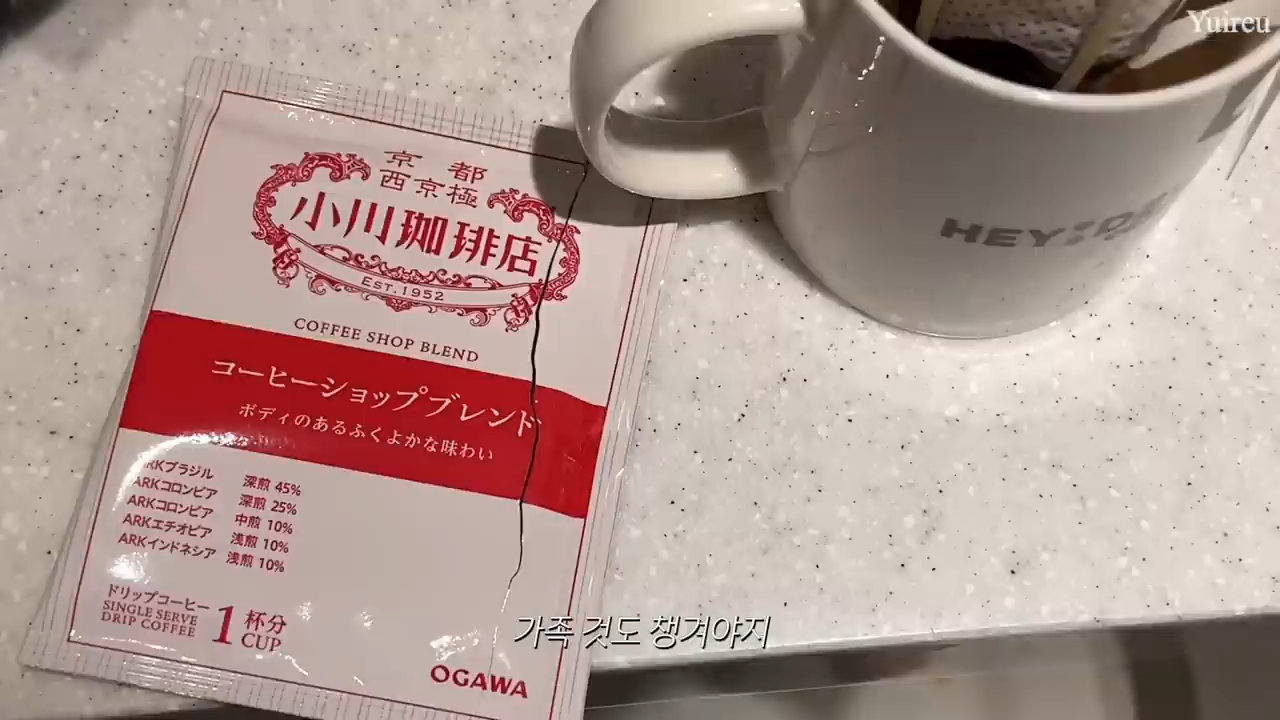 Yuireu
京都
西京極
小川珈琲店
EST.1952
COFFEE SHOP BLEND
コーヒーショップブレンド
ボディのあるふくよかな味わい
ARKブラジル 深煎 45%
ARKコロンビア 深煎 25%
ARKコロンビア 中煎 10%
ARKエチオピア 浅煎 10%
ARKインドネシア 浅煎 10%
ドリップコーヒー
SINGLE SERVE
DRIP COFFEE
1杯分
CUP
OGAWA
HEY
가족 것도 챙겨야지